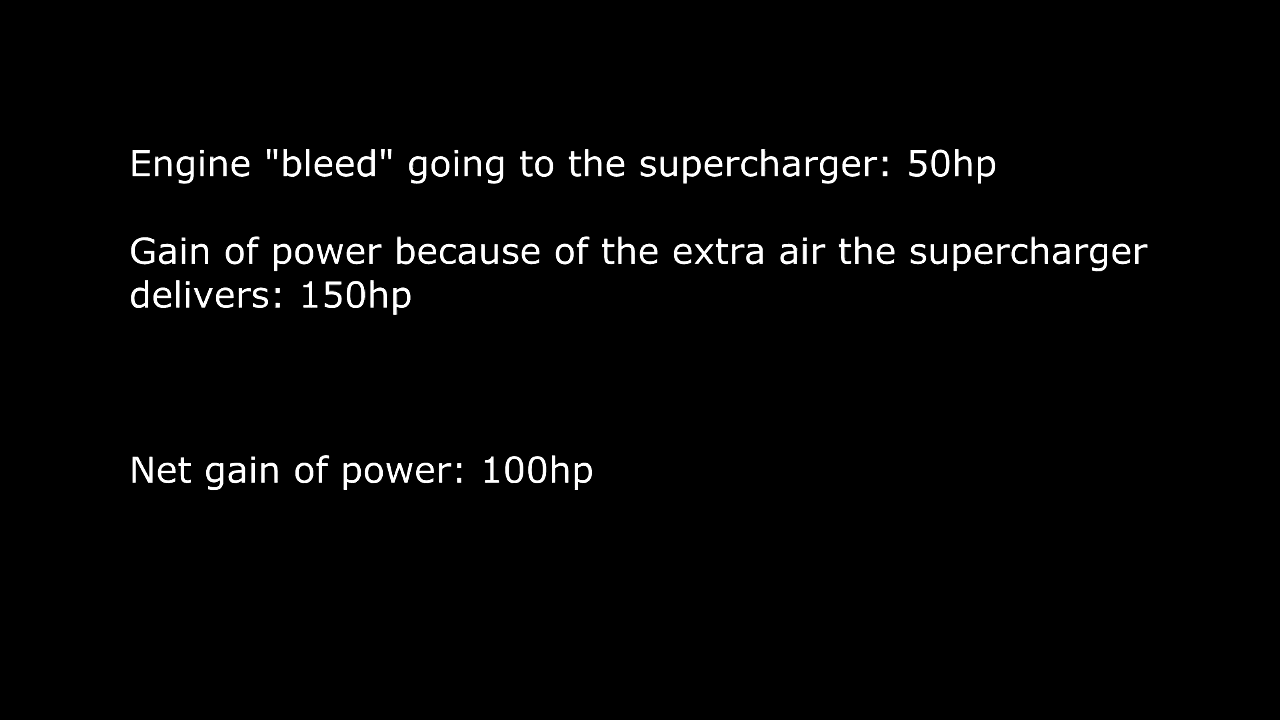 Engine "bleed" going to the supercharger: 50hp
Gain of power because of the extra air the supercharger
delivers: 150hp
Net gain of power: 100hp